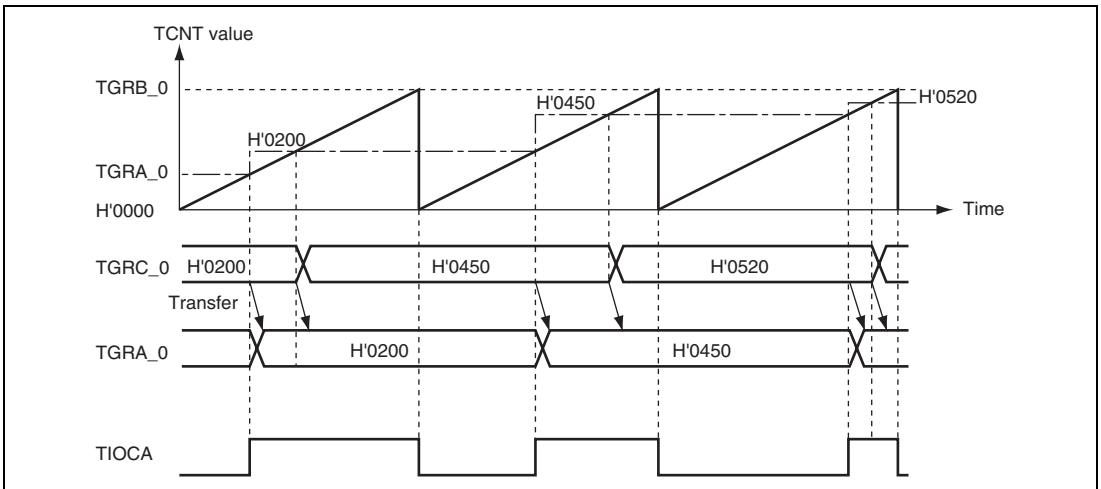 TCNT value
TGRB_0
H'0520
H'0450
H'0200
TGRA_0
H'0000
Time
TGRC_0 H'0200 H'0450 H'0520
Transfer
TGRA_0 H'0200 H'0450
TIOCA